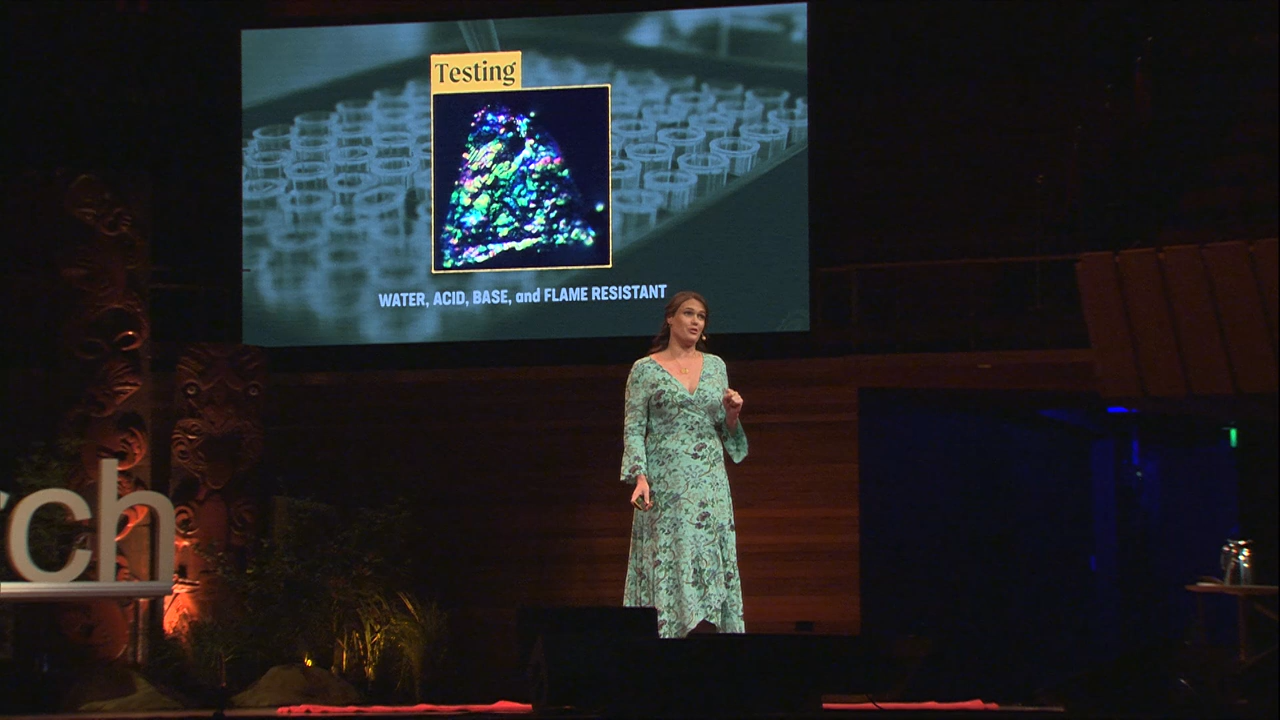 Testing
WATER, ACID, BASE, and FLAME RESISTANT
rch